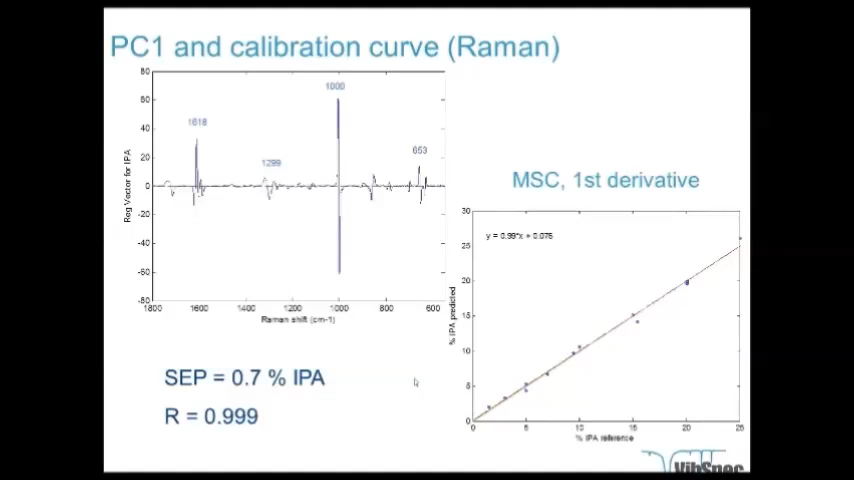 PC1 and calibration curve (Raman)
80
60
40
20
0
-20
-40
-60
-80
Reg Vector for IPA
1618
1299
1000
653
1800 1600 1400 1200 1000 800 600
Raman shift (cm-1)
MSC, 1st derivative
30
25
20
15
10
5
0
% IPA predicted
y = 0.99*x + 0.076
0 5 10 15 20 25
% IPA reference
SEP = 0.7 % IPA
R = 0.999
VibSpec